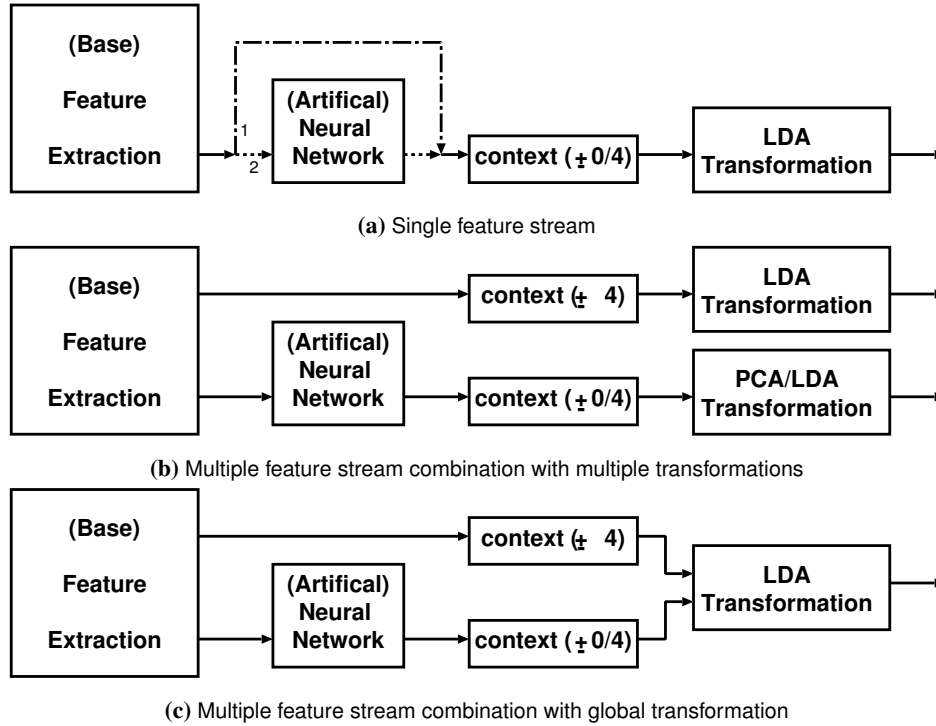 (Base)
Feature
Extraction
1
2
(Artifical)
Neural
Network
context (±0/4)
LDA
Transformation
(a) Single feature stream
(Base)
Feature
Extraction
context (± 4)
LDA
Transformation
(Artifical)
Neural
Network
context (±0/4)
PCA/LDA
Transformation
(b) Multiple feature stream combination with multiple transformations
(Base)
Feature
Extraction
context (± 4)
(Artifical)
Neural
Network
context (±0/4)
LDA
Transformation
(c) Multiple feature stream combination with global transformation